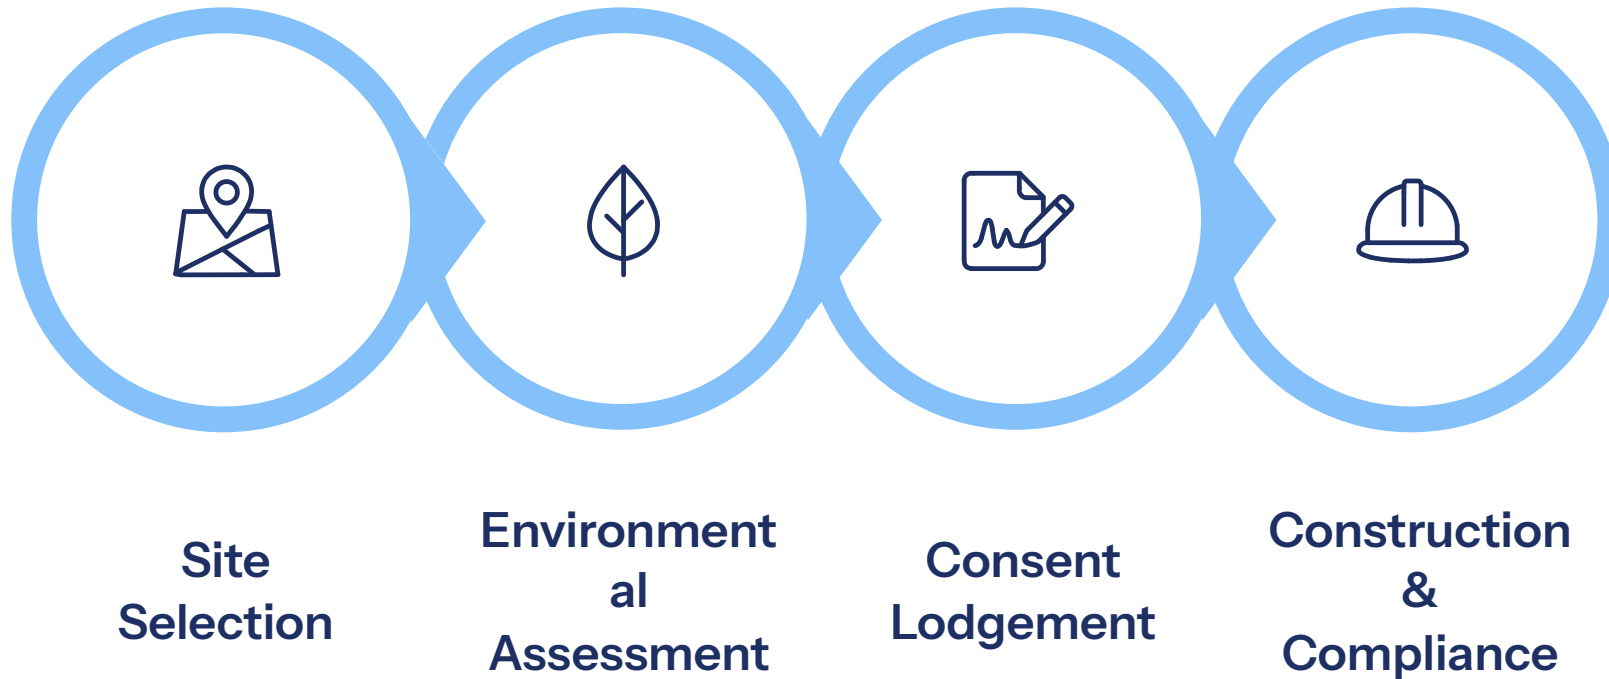 Site
Selection
Environment
al
Assessment
Consent
Lodgement
Construction
&
Compliance